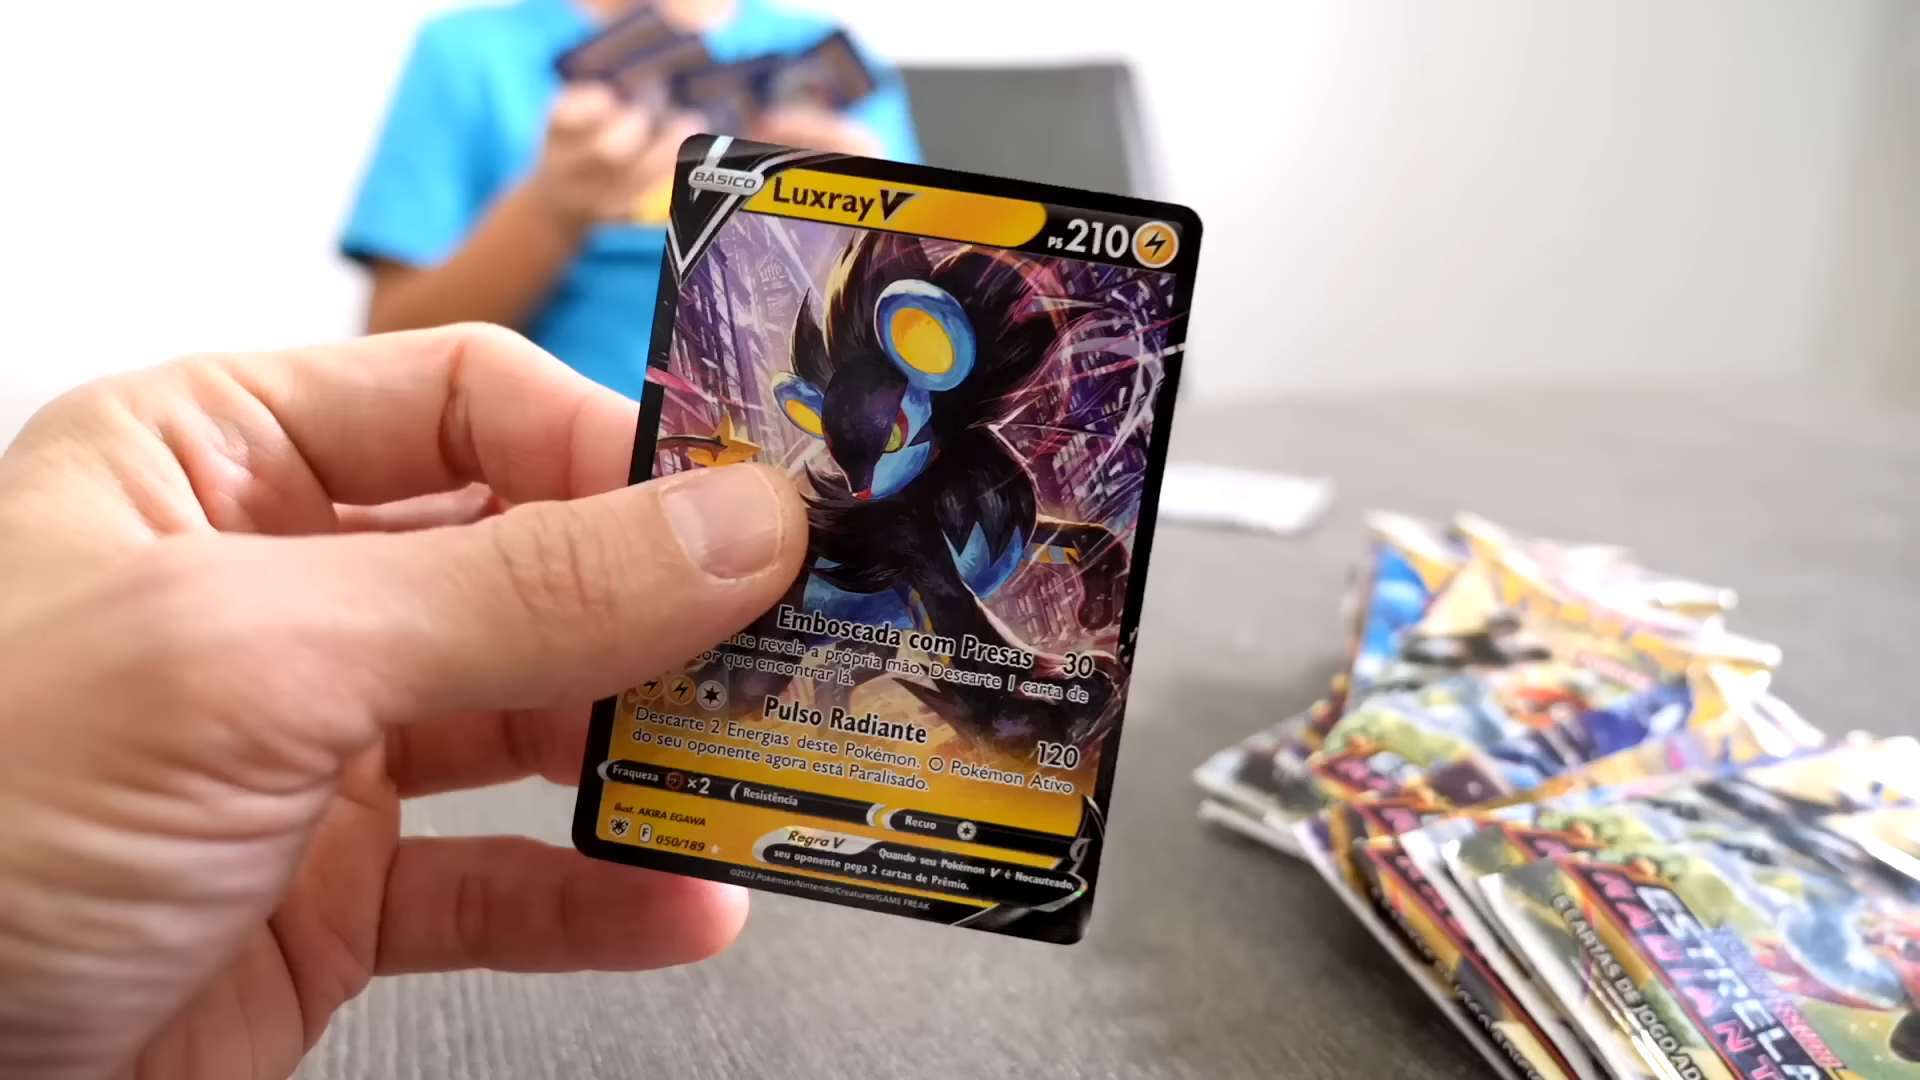 BÁSICO
Luxray V
PS 210
Emboscada com Presas 30
revela a própria mão. Descarte 1 carta de
que encontrar lá.
Pulso Radiante 120
Descarte 2 Energias deste Pokémon. O Pokémon Ativo
do seu oponente agora está Paralisado.
Fraqueza x2 Resistência Recuo
Ilust. AKIRA EGAWA
F 050/189
Regra V Quando seu Pokémon V é Nocauteado,
seu oponente pega 2 cartas de Prêmio.
©2022 Pokémon/Nintendo/Creatures/GAME FREAK
ESTRELA
CARTAS DE JOGO AD